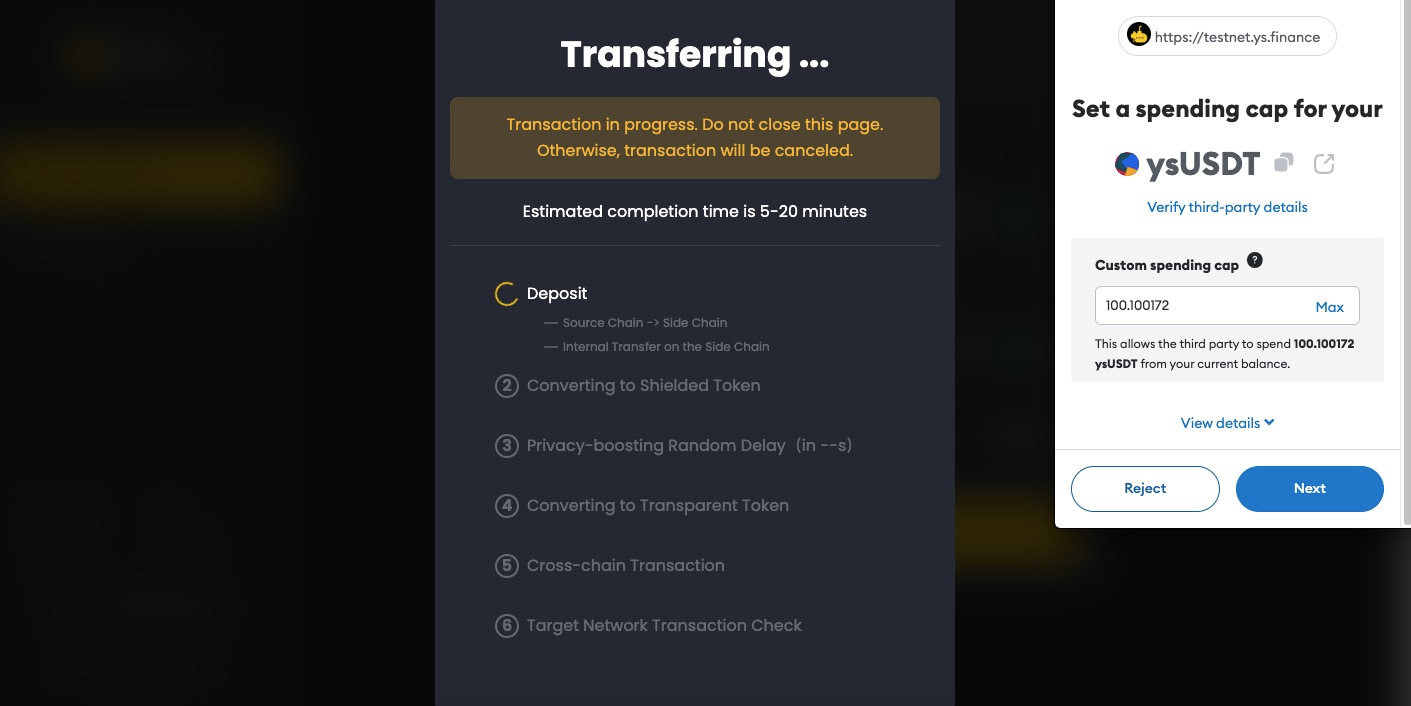 Transferring ...
Transaction in progress. Do not close this page.
Otherwise, transaction will be canceled.
Estimated completion time is 5-20 minutes
Deposit
— Source Chain -> Side Chain
— Internal Transfer on the Side Chain
2 Converting to Shielded Token
3 Privacy-boosting Random Delay (in --s)
4 Converting to Transparent Token
5 Cross-chain Transaction
6 Target Network Transaction Check
https://testnet.ys.finance
Set a spending cap for your
ysUSDT
Verify third-party details
Custom spending cap ?
100.100172 Max
This allows the third party to spend 100.100172
ysUSDT from your current balance.
View details
Reject Next